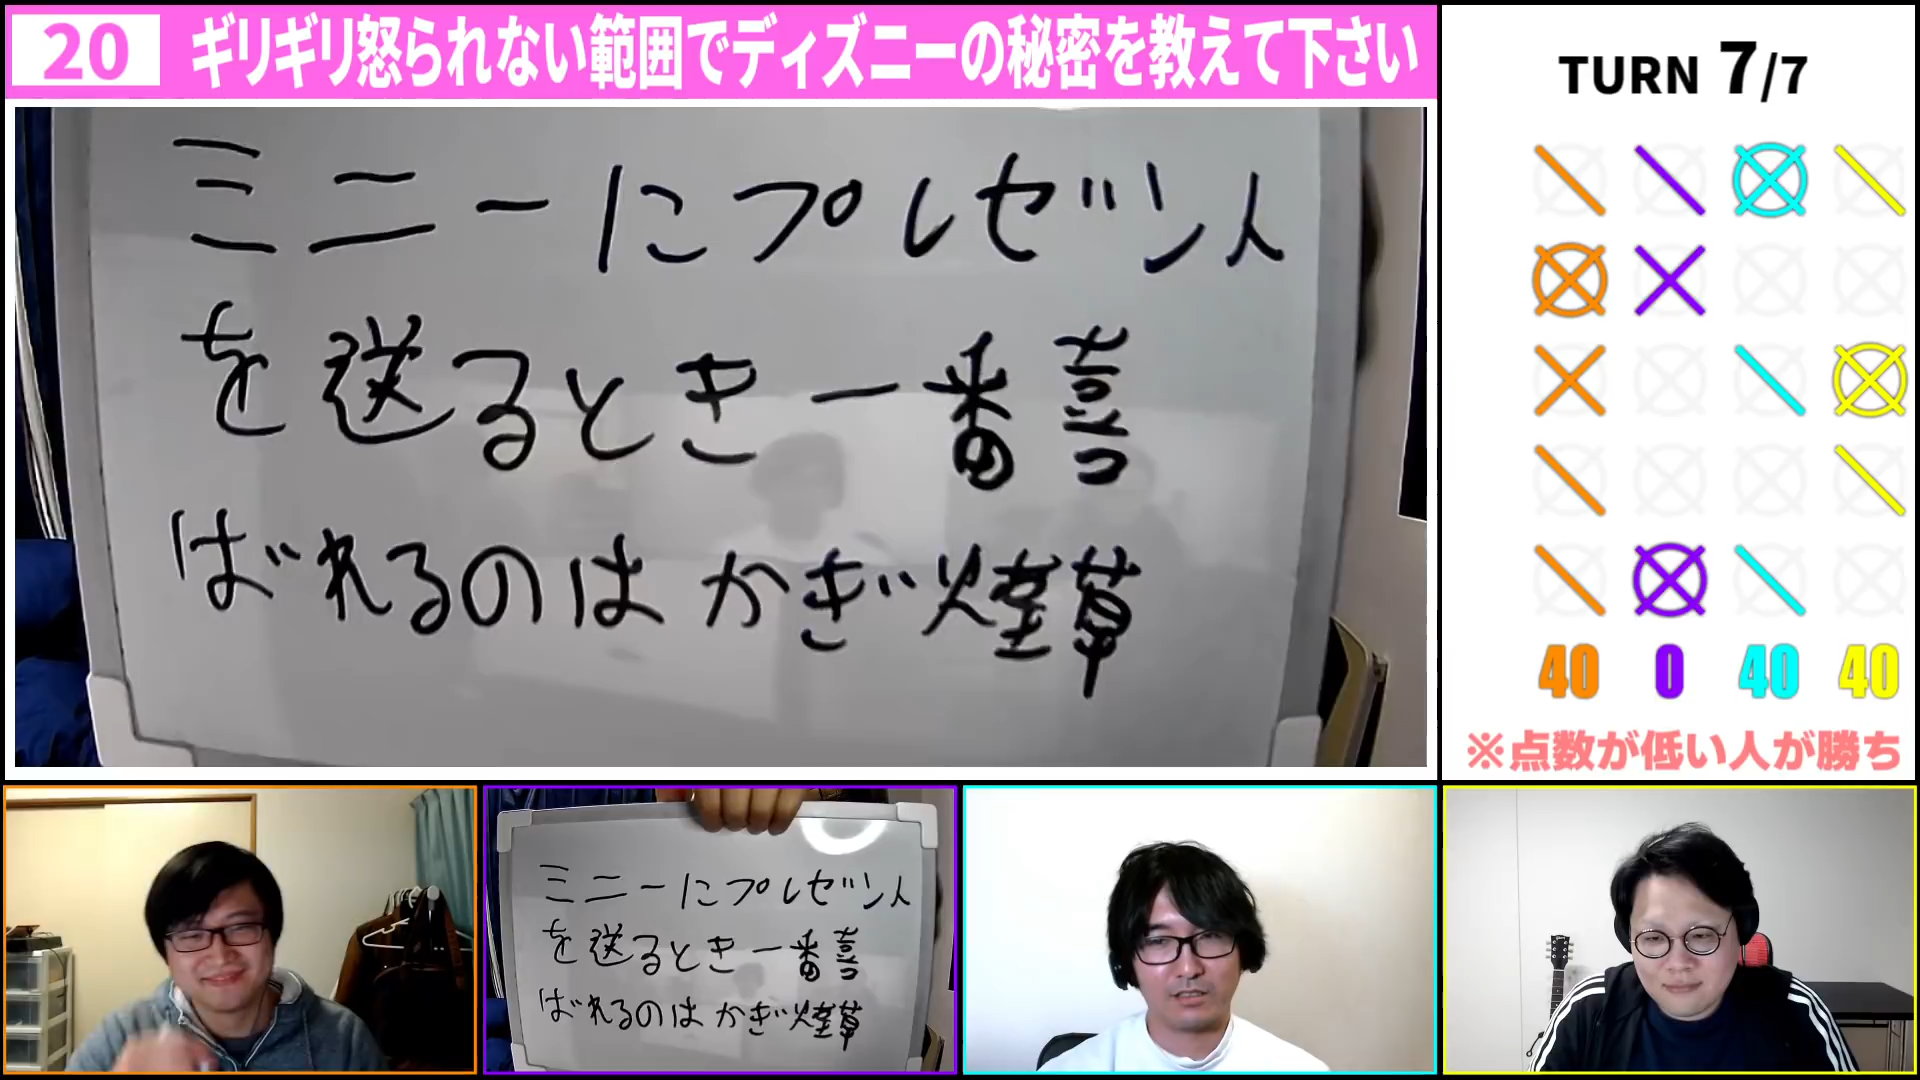 20 ギリギリ怒られない範囲でディズニーの秘密を教えて下さい
ミニーにプレゼント
を送るとき一番喜
ばれるのはかぎ煙草
TURN 7/7
40 0 40 40
※点数が低い人が勝ち
ミニーにプレゼント
を送るとき一番喜
ばれるのはかぎ煙草